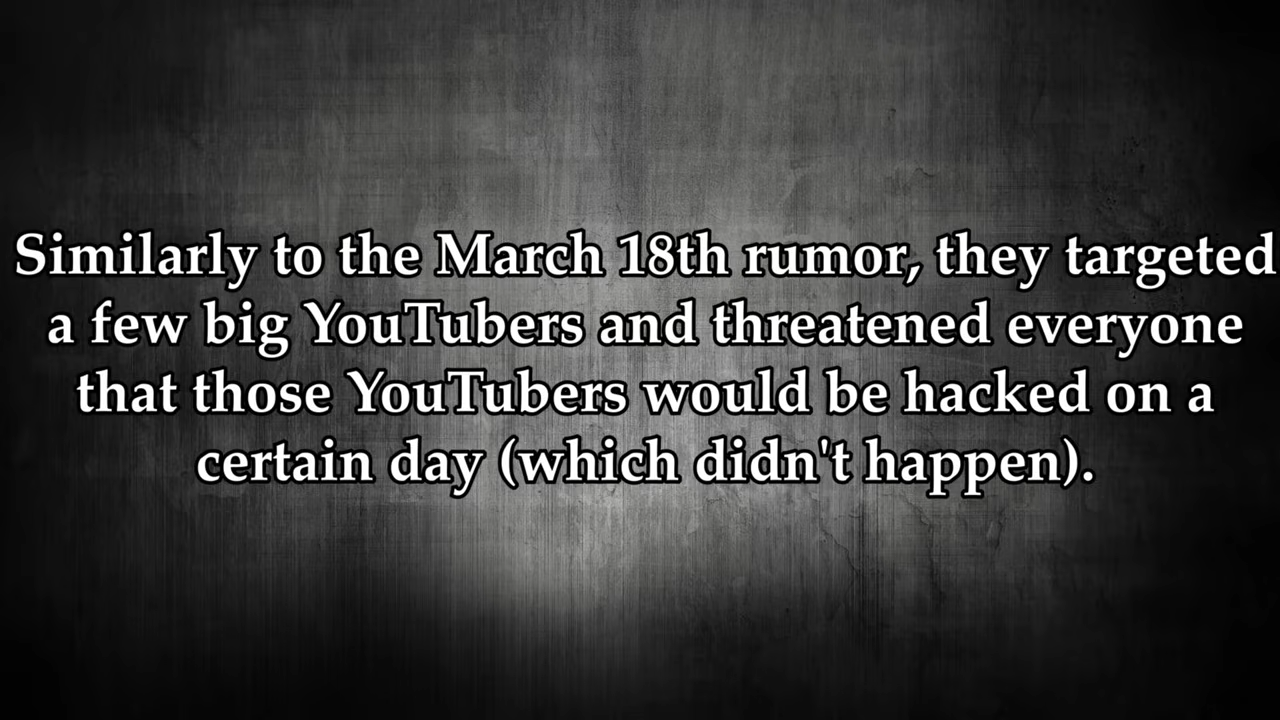 Similarly to the March 18th rumor, they targeted
a few big YouTubers and threatened everyone
that those YouTubers would be hacked on a
certain day (which didn't happen).